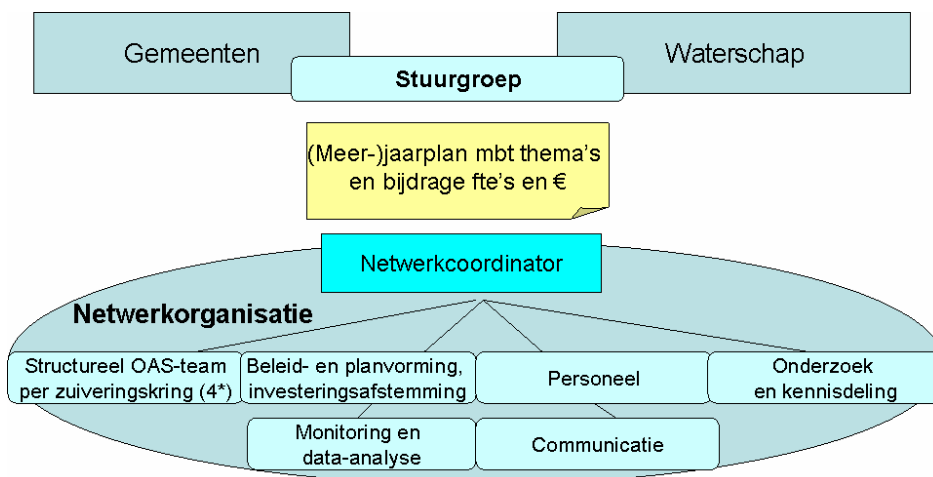 Gemeenten
Waterschap
Stuurgroep
(Meer-)jaarplan mbt thema's
en bijdrage fte's en €
Netwerkcoordinator
Netwerkorganisatie
Structureel OAS-team
per zuiveringskring (4*)
Beleid- en planvorming,
investeringsafstemming
Personeel
Onderzoek
en kennisdeling
Monitoring en
data-analyse
Communicatie